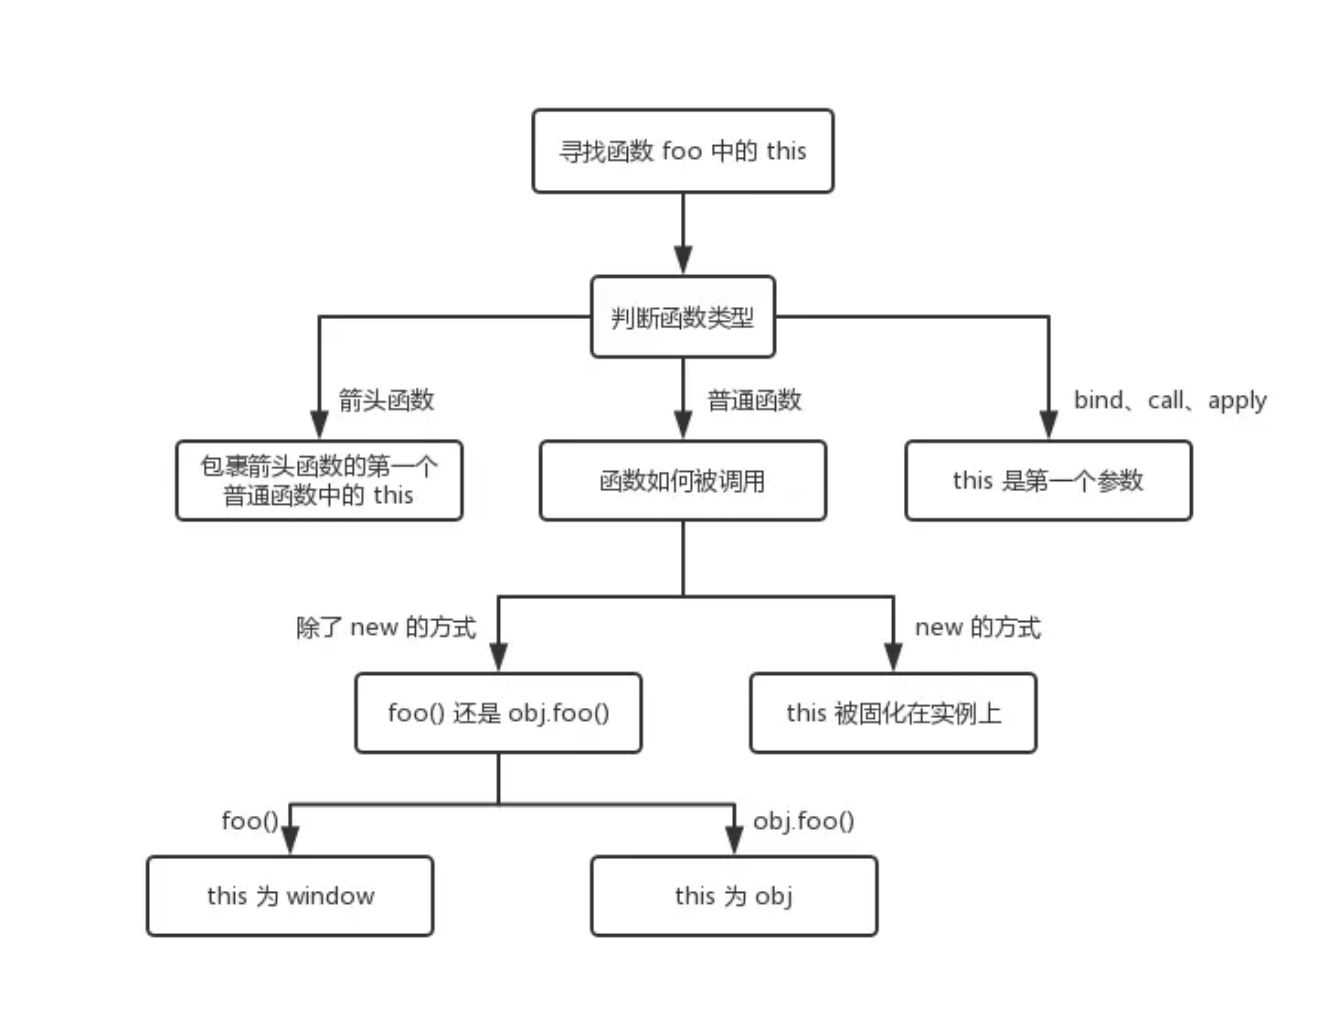 寻找函数 foo 中的 this
判断函数类型
箭头函数
普通函数
bind、call、apply
包裹箭头函数的第一个
普通函数中的 this
函数如何被调用
this 是第一个参数
除了 new 的方式
new 的方式
foo() 还是 obj.foo()
this 被固化在实例上
foo()
obj.foo()
this 为 window
this 为 obj